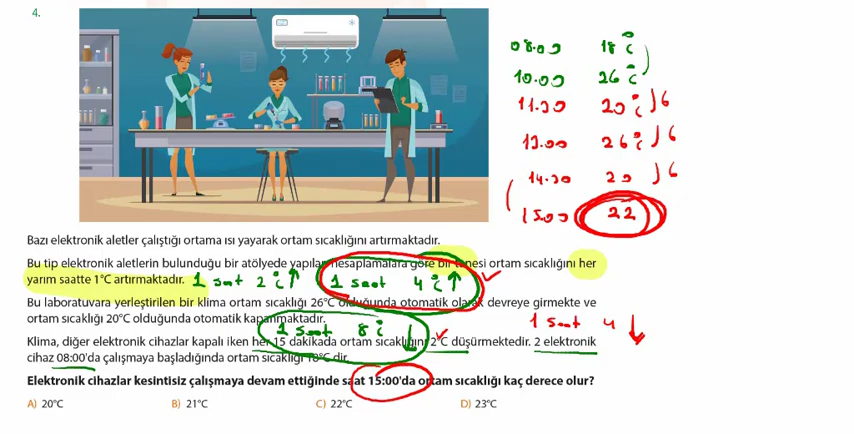 4.
08.00 18°C
10.00 26°C
11.30 20°C 6
13.00 26°C 6
14.30 20 6
15.00 22
Bazı elektronik aletler çalıştığı ortama ısı yayarak ortam sıcaklığını artırmaktadır.
Bu tip elektronik aletlerin bulunduğu bir atölyede yapılan hesaplamalara göre bir tanesi ortam sıcaklığını her
yarım saatte 1°C artırmaktadır. 1 saat 2°C↑ 1 saat 4°C↑
Bu laboratuvara yerleştirilen bir klima ortam sıcaklığı 26°C olduğunda otomatik olarak devreye girmekte ve
ortam sıcaklığı 20°C olduğunda otomatik kapanmaktadır.
1 saat 8°C ↓ 1 saat 4 ↓
Klima, diğer elektronik cihazlar kapalı iken her 15 dakikada ortam sıcaklığını 2°C düşürmektedir. 2 elektronik
cihaz 08:00'da çalışmaya başladığında ortam sıcaklığı 18°C dir.
Elektronik cihazlar kesintisiz çalışmaya devam ettiğinde saat 15:00'da ortam sıcaklığı kaç derece olur?
A) 20°C B) 21°C C) 22°C D) 23°C